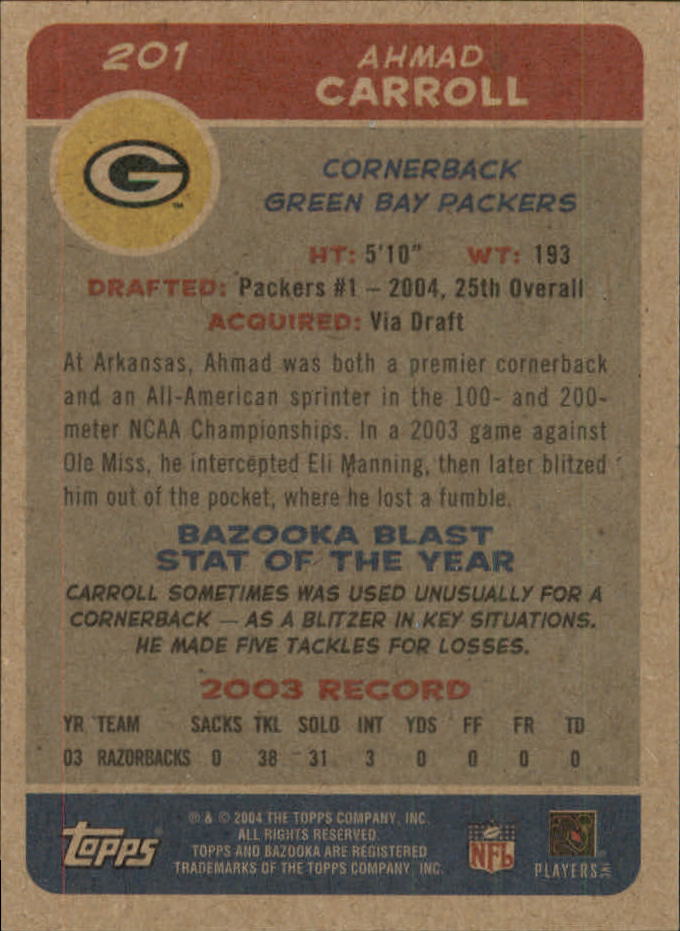 201
AHMAD
CARROLL
G
TM
CORNERBACK
GREEN BAY PACKERS
HT: 5'10" WT: 193
DRAFTED: Packers #1 – 2004, 25th Overall
ACQUIRED: Via Draft
At Arkansas, Ahmad was both a premier cornerback
and an All-American sprinter in the 100- and 200-
meter NCAA Championships. In a 2003 game against
Ole Miss, he intercepted Eli Manning, then later blitzed
him out of the pocket, where he lost a fumble.
BAZOOKA BLAST
STAT OF THE YEAR
CARROLL SOMETIMES WAS USED UNUSUALLY FOR A
CORNERBACK — AS A BLITZER IN KEY SITUATIONS.
HE MADE FIVE TACKLES FOR LOSSES.
2003 RECORD
YR TEAM SACKS TKL SOLO INT YDS FF FR TD
03 RAZORBACKS 0 38 31 3 0 0 0 0
topps
® & © 2004 THE TOPPS COMPANY, INC.
ALL RIGHTS RESERVED.
TOPPS AND BAZOOKA ARE REGISTERED
TRADEMARKS OF THE TOPPS COMPANY, INC.
NFL
PLAYERS INC